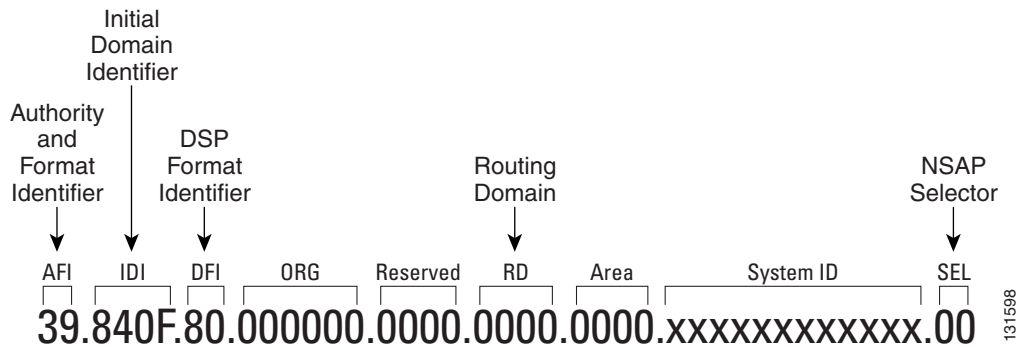 Initial
Domain
Identifier
Authority
and
Format
Identifier
DSP
Format
Identifier
Routing
Domain
NSAP
Selector
AFI IDI DFI ORG Reserved RD Area System ID SEL
39.840F.80.000000.0000.0000.0000.xxxxxxxxxxxx.00
131598